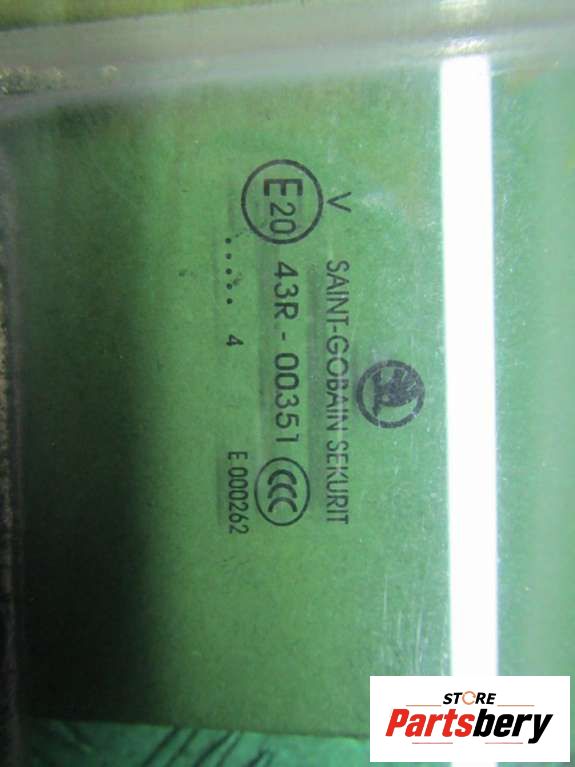 SAINT-GOBAIN SEKURIT
V
E20 43R - 00351 CCC
..... 4 E 000262
STORE
Partsbery